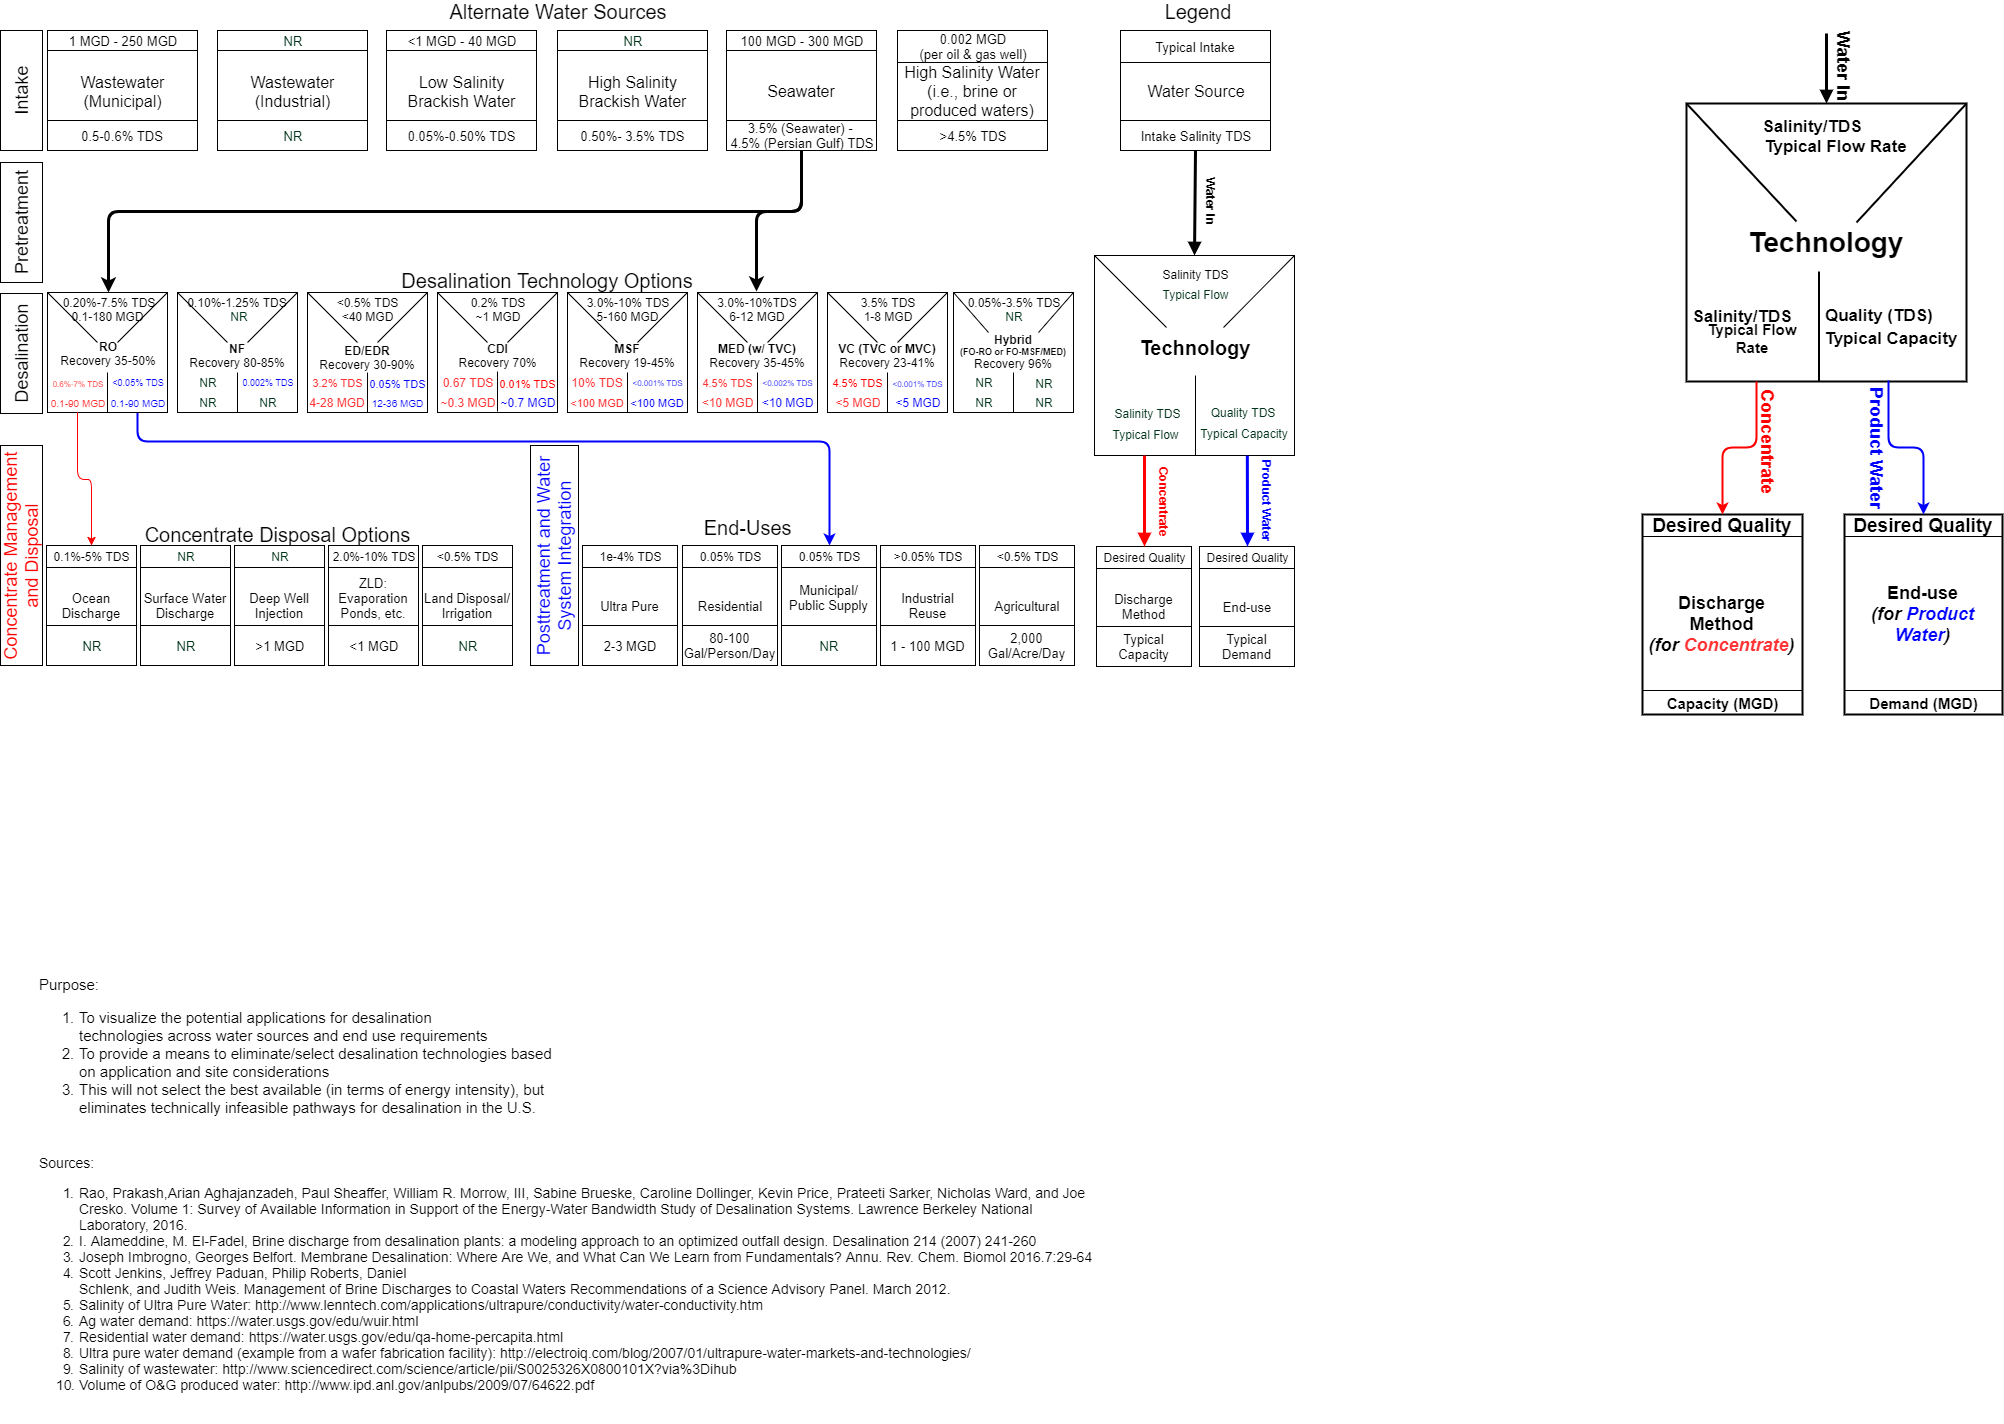 Alternate Water Sources
Legend
Intake
1 MGD - 250 MGD
Wastewater
(Municipal)
0.5-0.6% TDS
NR
Wastewater
(Industrial)
NR
<1 MGD - 40 MGD
Low Salinity
Brackish Water
0.05%-0.50% TDS
NR
High Salinity
Brackish Water
0.50%- 3.5% TDS
100 MGD - 300 MGD
Seawater
3.5% (Seawater) -
4.5% (Persian Gulf) TDS
0.002 MGD
(per oil & gas well)
High Salinity Water
(i.e., brine or
produced waters)
>4.5% TDS
Typical Intake
Water Source
Intake Salinity TDS
Water In
Salinity/TDS
Typical Flow Rate
Technology
Salinity/TDS
Typical Flow
Rate
Quality (TDS)
Typical Capacity
Concentrate
Product Water
Desired Quality
Discharge
Method
(for Concentrate)
Capacity (MGD)
Desired Quality
End-use
(for Product
Water)
Demand (MGD)
Pretreatment
Water In
Salinity TDS
Typical Flow
Technology
Salinity TDS
Typical Flow
Quality TDS
Typical Capacity
Concentrate
Product Water
Desired Quality
Discharge
Method
Typical
Capacity
Desired Quality
End-use
Typical
Demand
Desalination Technology Options
Desalination
0.20%-7.5% TDS
0.1-180 MGD
RO
Recovery 35-50%
0.6%-7% TDS
<0.05% TDS
0.1-90 MGD
0.1-90 MGD
0.10%-1.25% TDS
NR
NF
Recovery 80-85%
NR
0.002% TDS
NR
NR
<0.5% TDS
<40 MGD
ED/EDR
Recovery 30-90%
3.2% TDS
0.05% TDS
4-28 MGD
12-36 MGD
0.2% TDS
~1 MGD
CDI
Recovery 70%
0.67 TDS
0.01% TDS
~0.3 MGD
~0.7 MGD
3.0%-10% TDS
5-160 MGD
MSF
Recovery 19-45%
10% TDS
<0.001% TDS
<100 MGD
<100 MGD
3.0%-10%TDS
6-12 MGD
MED (w/ TVC)
Recovery 35-45%
4.5% TDS
<0.002% TDS
<10 MGD
<10 MGD
3.5% TDS
1-8 MGD
VC (TVC or MVC)
Recovery 23-41%
4.5% TDS
<0.001% TDS
<5 MGD
<5 MGD
0.05%-3.5% TDS
NR
Hybrid
(FO-RO or FO-MSF/MED)
Recovery 96%
NR
NR
NR
NR
Concentrate Management
and Disposal
Concentrate Disposal Options
0.1%-5% TDS
Ocean
Discharge
NR
NR
Surface Water
Discharge
NR
NR
Deep Well
Injection
>1 MGD
2.0%-10% TDS
ZLD:
Evaporation
Ponds, etc.
<1 MGD
<0.5% TDS
Land Disposal/
Irrigation
NR
Posttreatment and Water
System Integration
End-Uses
1e-4% TDS
Ultra Pure
2-3 MGD
0.05% TDS
Residential
80-100
Gal/Person/Day
0.05% TDS
Municipal/
Public Supply
NR
>0.05% TDS
Industrial
Reuse
1 - 100 MGD
<0.5% TDS
Agricultural
2,000
Gal/Acre/Day
Purpose:
1. To visualize the potential applications for desalination
technologies across water sources and end use requirements
2. To provide a means to eliminate/select desalination technologies based
on application and site considerations
3. This will not select the best available (in terms of energy intensity), but
eliminates technically infeasible pathways for desalination in the U.S.
Sources:
1. Rao, Prakash,Arian Aghajanzadeh, Paul Sheaffer, William R. Morrow, III, Sabine Brueske, Caroline Dollinger, Kevin Price, Prateeti Sarker, Nicholas Ward, and Joe
Cresko. Volume 1: Survey of Available Information in Support of the Energy-Water Bandwidth Study of Desalination Systems. Lawrence Berkeley National
Laboratory, 2016.
2. I. Alameddine, M. El-Fadel, Brine discharge from desalination plants: a modeling approach to an optimized outfall design. Desalination 214 (2007) 241-260
3. Joseph Imbrogno, Georges Belfort. Membrane Desalination: Where Are We, and What Can We Learn from Fundamentals? Annu. Rev. Chem. Biomol 2016.7:29-64
4. Scott Jenkins, Jeffrey Paduan, Philip Roberts, Daniel
Schlenk, and Judith Weis. Management of Brine Discharges to Coastal Waters Recommendations of a Science Advisory Panel. March 2012.
5. Salinity of Ultra Pure Water: http://www.lenntech.com/applications/ultrapure/conductivity/water-conductivity.htm
6. Ag water demand: https://water.usgs.gov/edu/wuir.html
7. Residential water demand: https://water.usgs.gov/edu/qa-home-percapita.html
8. Ultra pure water demand (example from a wafer fabrication facility): http://electroiq.com/blog/2007/01/ultrapure-water-markets-and-technologies/
9. Salinity of wastewater: http://www.sciencedirect.com/science/article/pii/S0025326X0800101X?via%3Dihub
10. Volume of O&G produced water: http://www.ipd.anl.gov/anlpubs/2009/07/64622.pdf